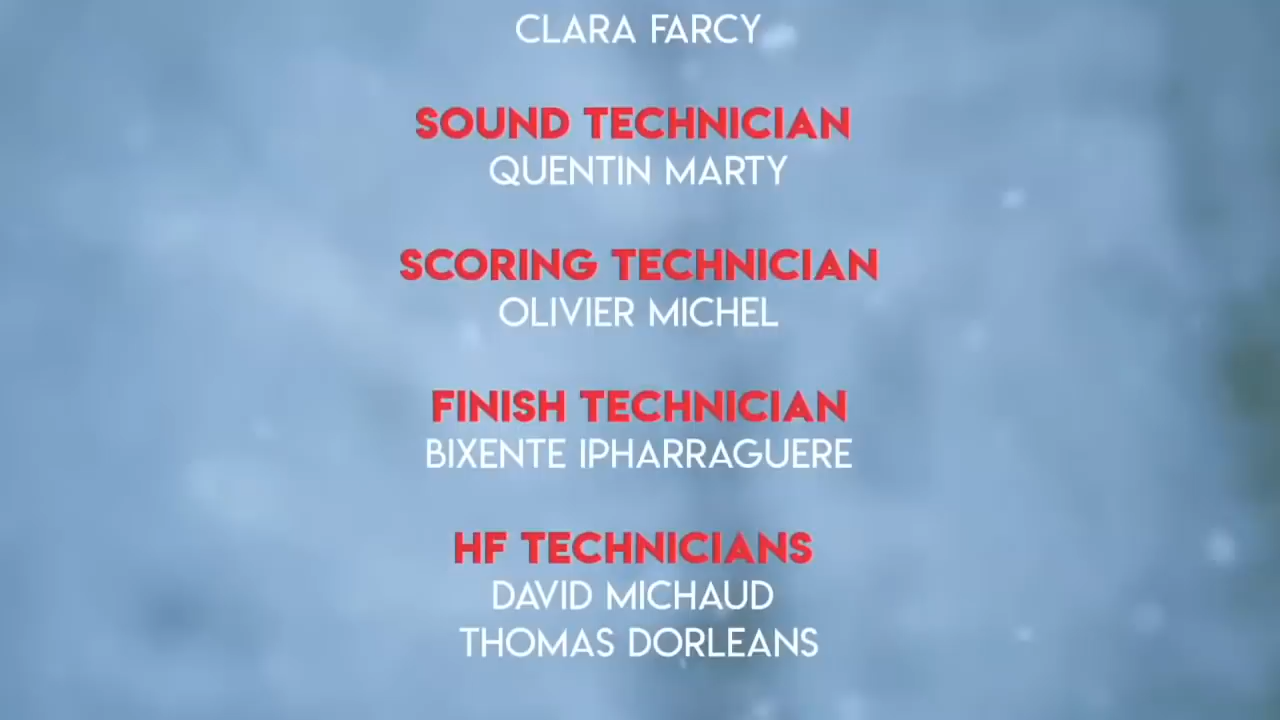 CLARA FARCY
SOUND TECHNICIAN
QUENTIN MARTY
SCORING TECHNICIAN
OLIVIER MICHEL
FINISH TECHNICIAN
BIXENTE IPHARRAGUERE
HF TECHNICIANS
DAVID MICHAUD
THOMAS DORLEANS